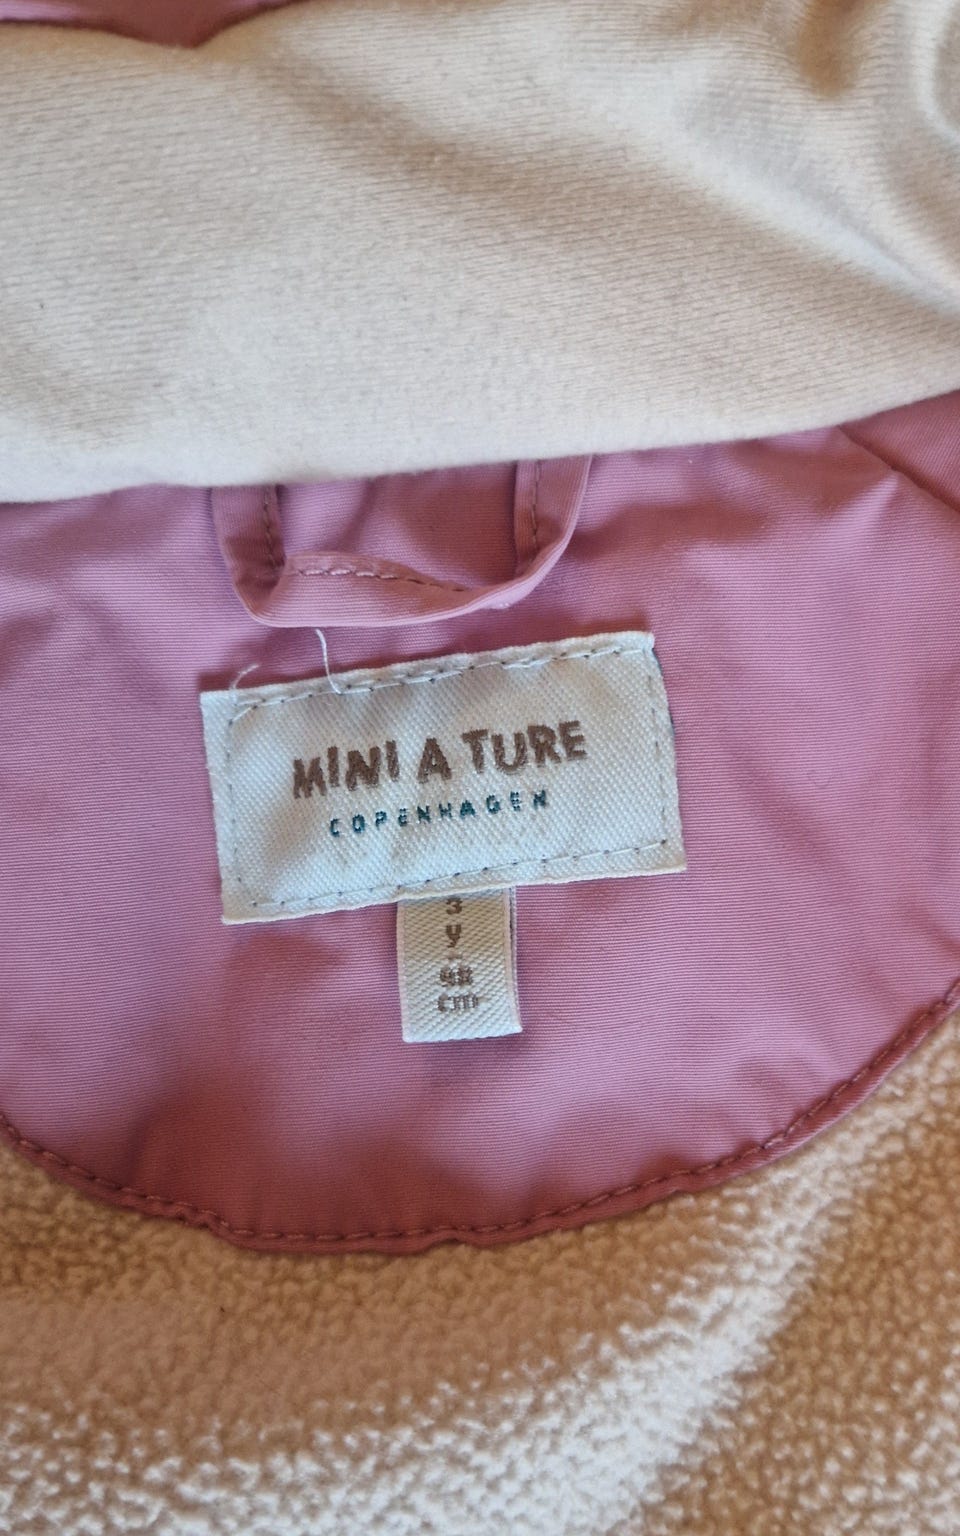 MINI A TURE
COPENHAGEN
3
y
98
cm